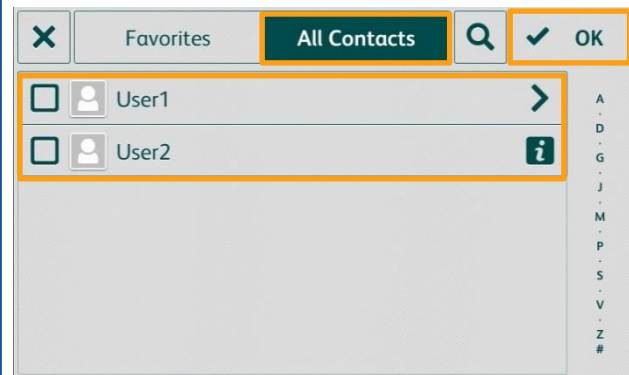 Favorites
All Contacts
OK
User1
User2
A
D
G
J
M
P
S
V
Z
#